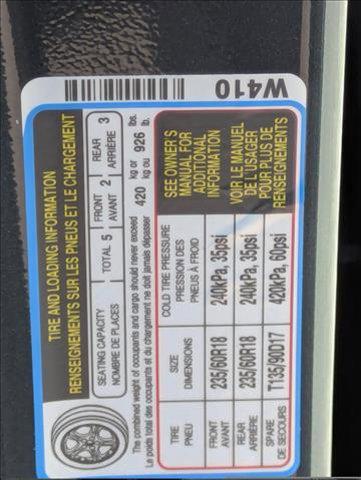 W410
TIRE AND LOADING INFORMATION
RENSEIGNEMENTS SUR LES PNEUS ET LE CHARGEMENT
SEATING CAPACITY
NOMBRE DE PLACES
TOTAL 5
FRONT
AVANT
2
REAR
ARRIÈRE
3
The combined weight of occupants and cargo should never exceed
Le poids total des occupants et du chargement ne doit jamais dépasser
420 kg or 926 lbs.
kg ou lb.
TIRE
PNEU
SIZE
DIMENSIONS
COLD TIRE PRESSURE
PRESSION DES
PNEUS À FROID
FRONT
AVANT
235/60R18
240kPa, 35psi
REAR
ARRIÈRE
235/60R18
240kPa, 35psi
SPARE
DE SECOURS
T135/90D17
420kPa, 60psi
SEE OWNER'S
MANUAL FOR
ADDITIONAL
INFORMATION
VOIR LE MANUEL
DE L'USAGER
POUR PLUS DE
RENSEIGNEMENTS